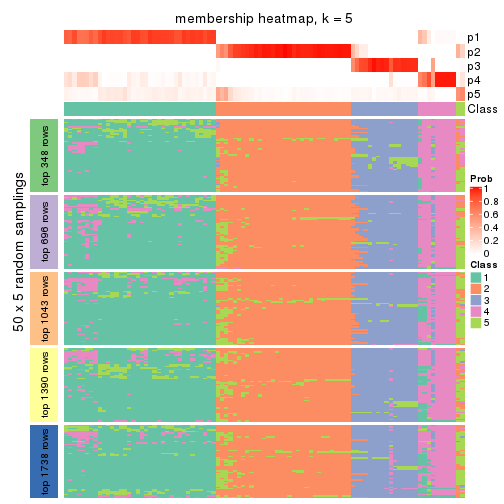 membership heatmap, k = 5
p1
p2
p3
p4
p5
Class
50 x 5 random samplings
top 348 rows
top 696 rows
top 1043 rows
top 1390 rows
top 1738 rows
Prob
1
0.8
0.6
0.4
0.2
0
Class
1
2
3
4
5